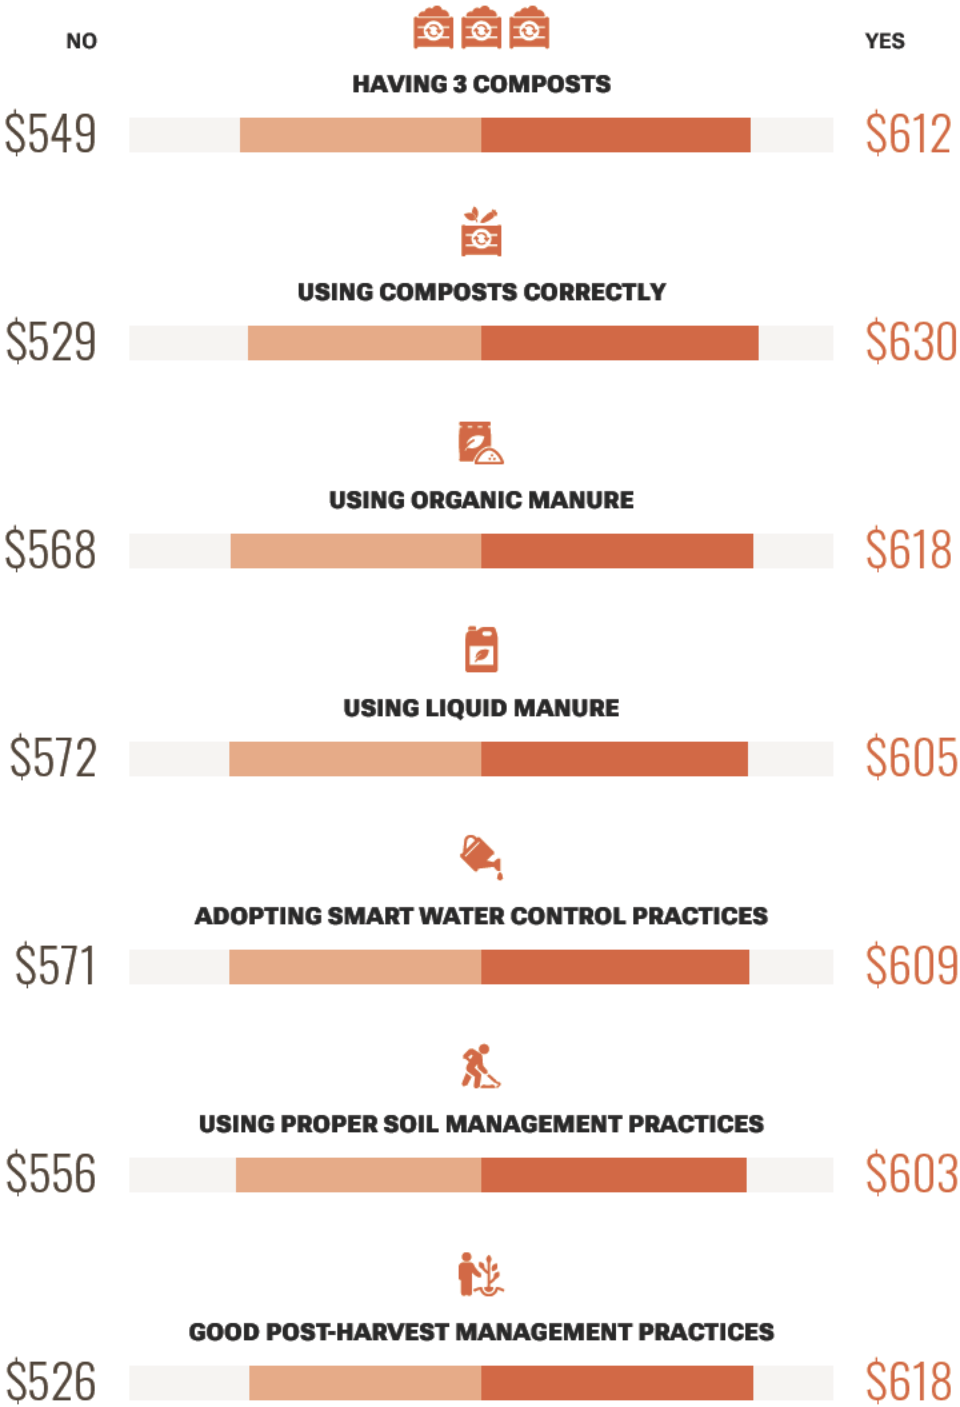 NO
YES
HAVING 3 COMPOSTS
$549
$612
USING COMPOSTS CORRECTLY
$529
$630
USING ORGANIC MANURE
$568
$618
USING LIQUID MANURE
$572
$605
ADOPTING SMART WATER CONTROL PRACTICES
$571
$609
USING PROPER SOIL MANAGEMENT PRACTICES
$556
$603
GOOD POST-HARVEST MANAGEMENT PRACTICES
$526
$618